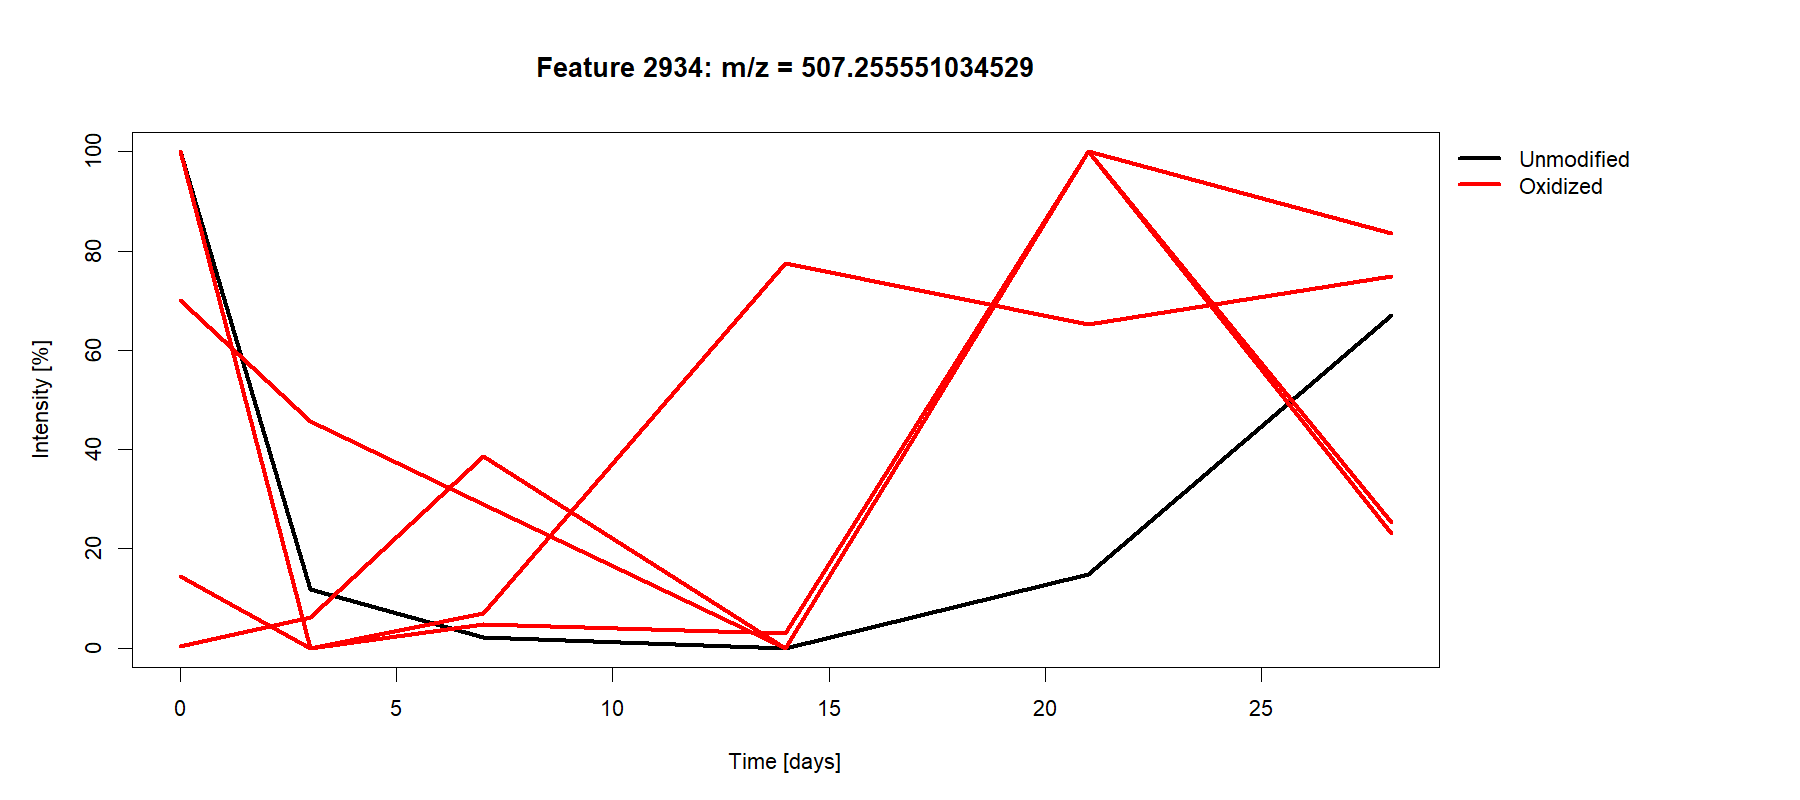 Feature 2934: m/z = 507.255551034529
Unmodified
Oxidized
Intensity [%]
100
80
60
40
20
0
0 5 10 15 20 25
Time [days]